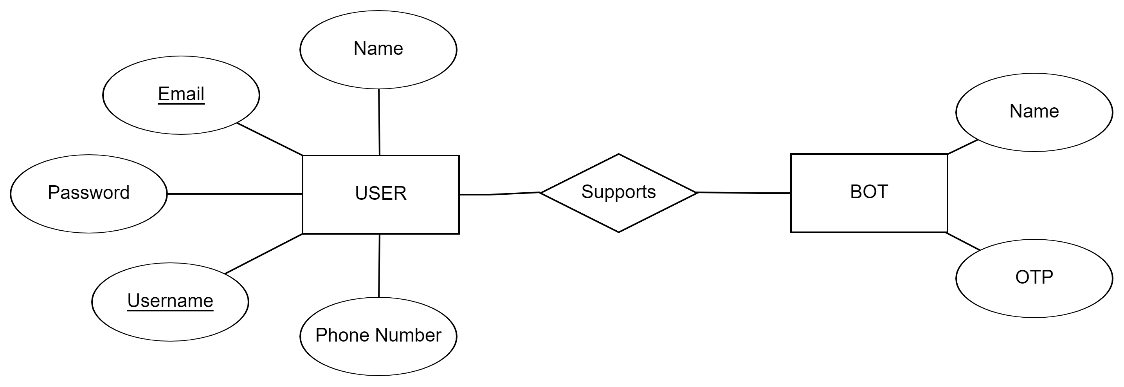 Name
Email
Name
Password
USER
Supports
BOT
Username
OTP
Phone Number